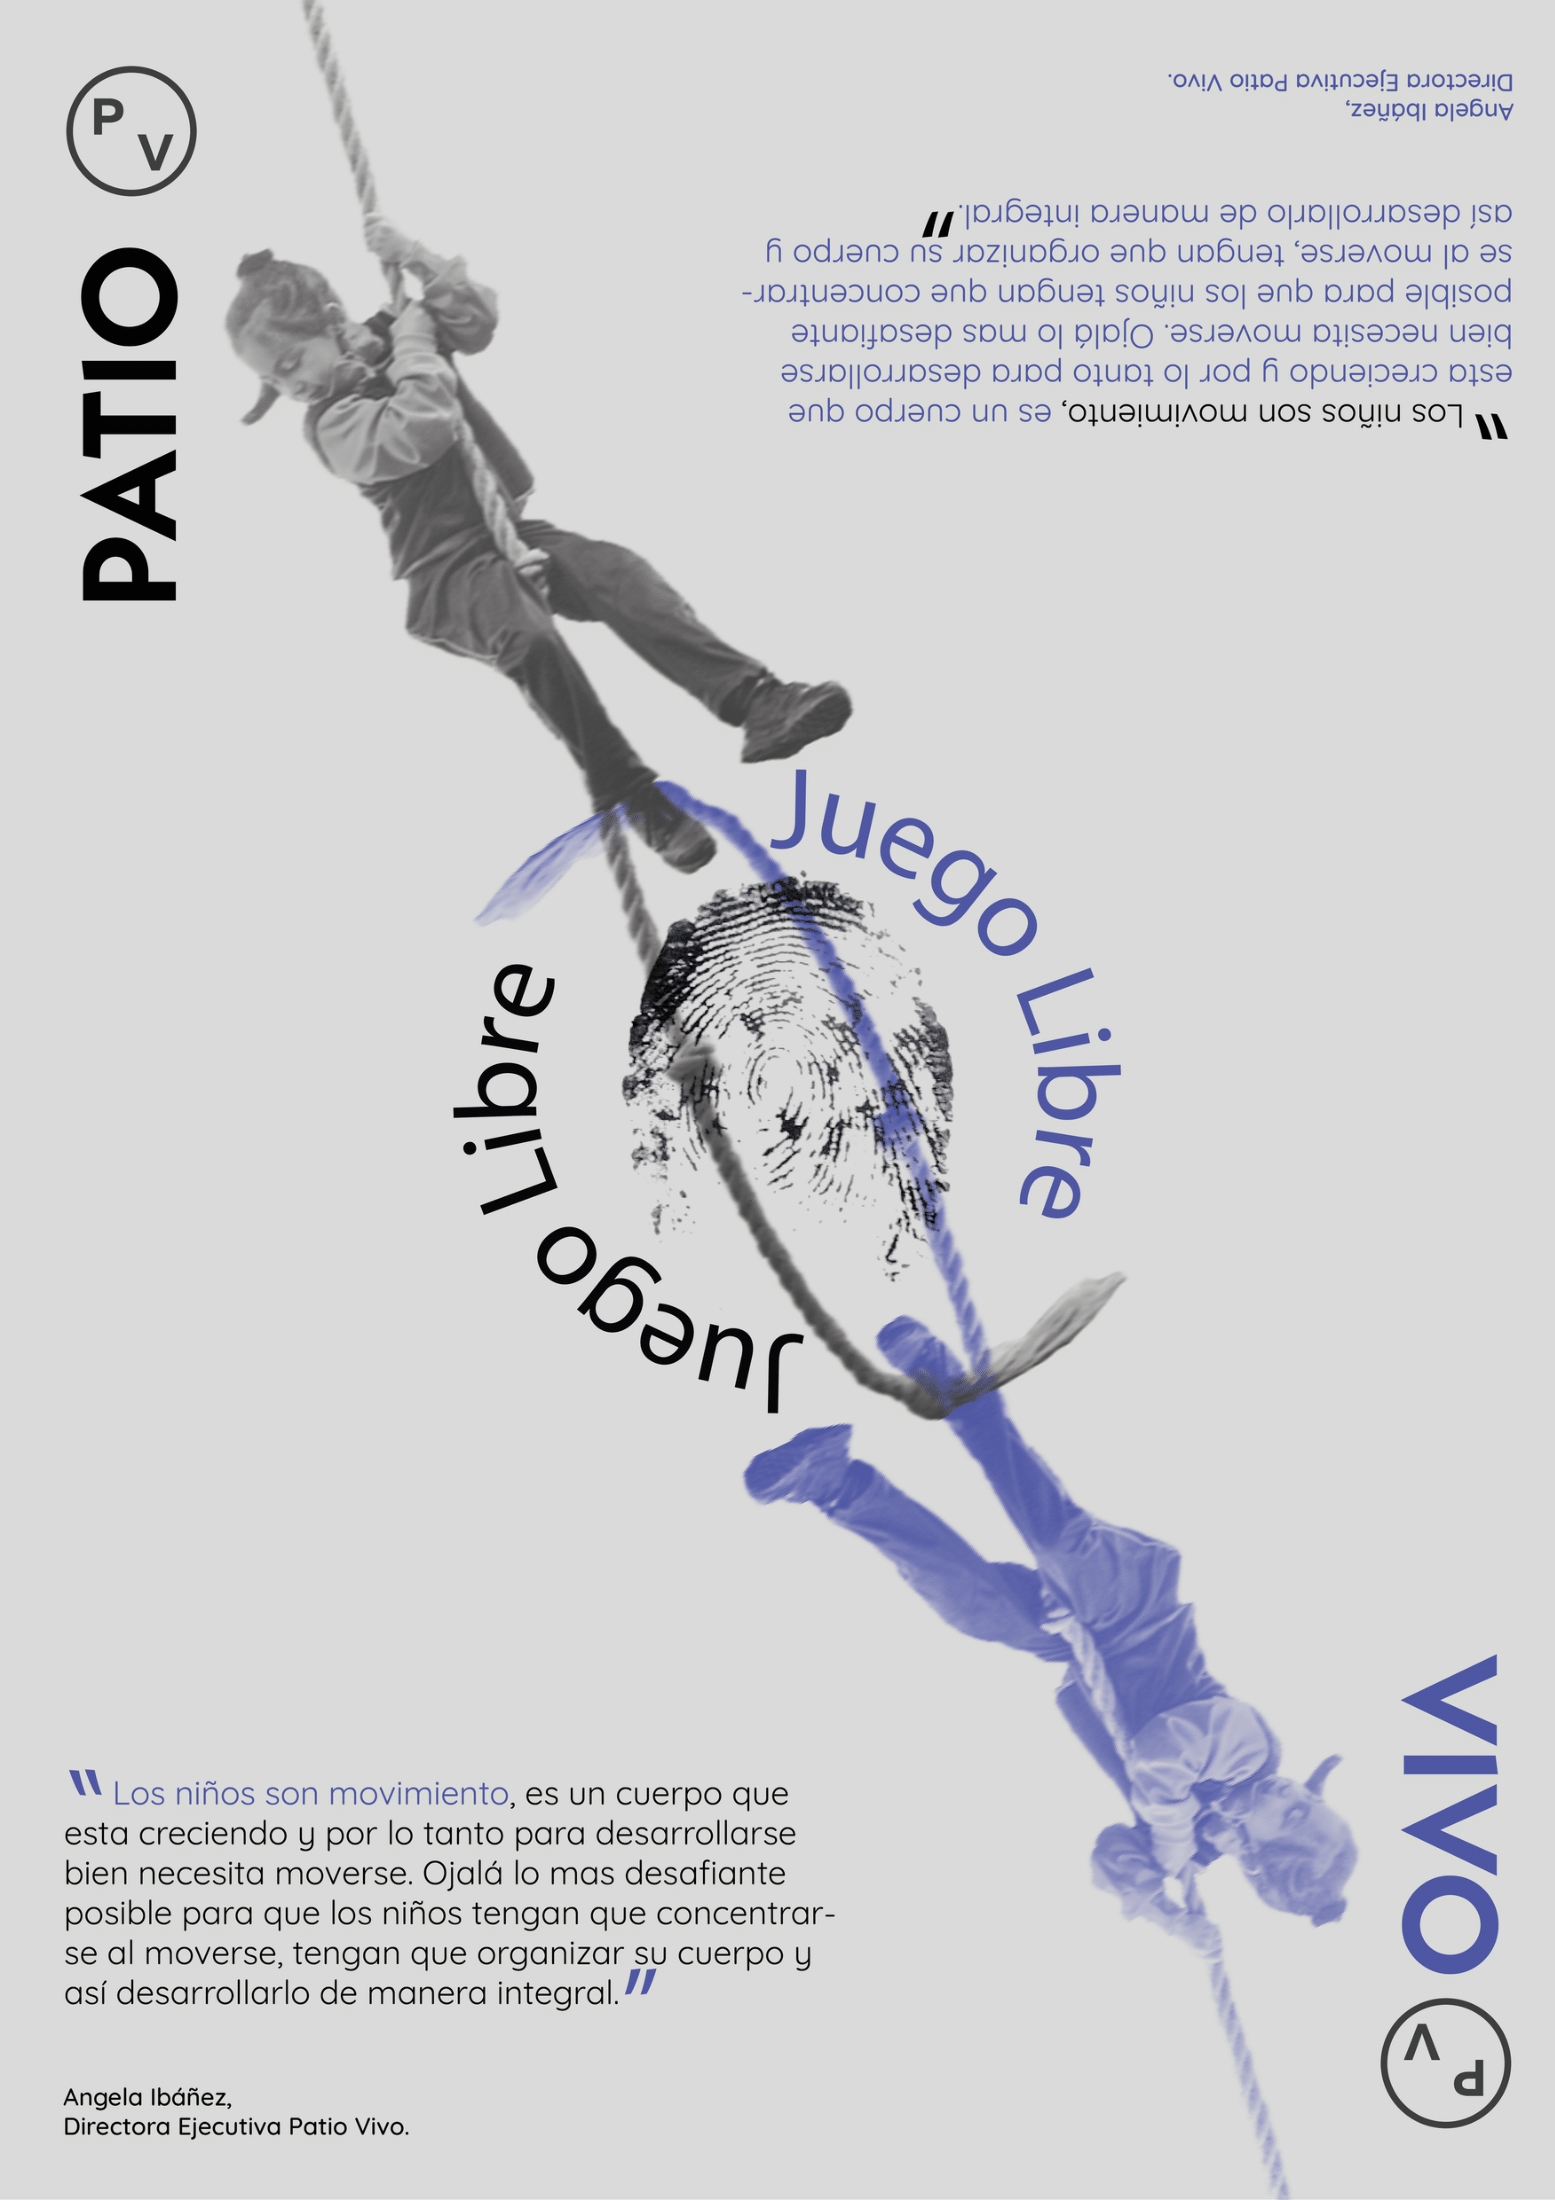 P
V
PATIO
Directora Ejecutiva Patio Vivo.
Angela Ibáñez,
así desarrollarlo de manera integral.”
se al moverse, tengan que organizar su cuerpo y
posible para que los niños tengan que concentrar-
bien necesita moverse. Ojalá lo mas desafiante
esta creciendo y por lo tanto para desarrollarse
“Los niños son movimiento, es un cuerpo que
Juego Libre
Juego Libre
“Los niños son movimiento, es un cuerpo que
esta creciendo y por lo tanto para desarrollarse
bien necesita moverse. Ojalá lo mas desafiante
posible para que los niños tengan que concentrar-
se al moverse, tengan que organizar su cuerpo y
así desarrollarlo de manera integral.”
Angela Ibáñez,
Directora Ejecutiva Patio Vivo.
VIVO
P
V